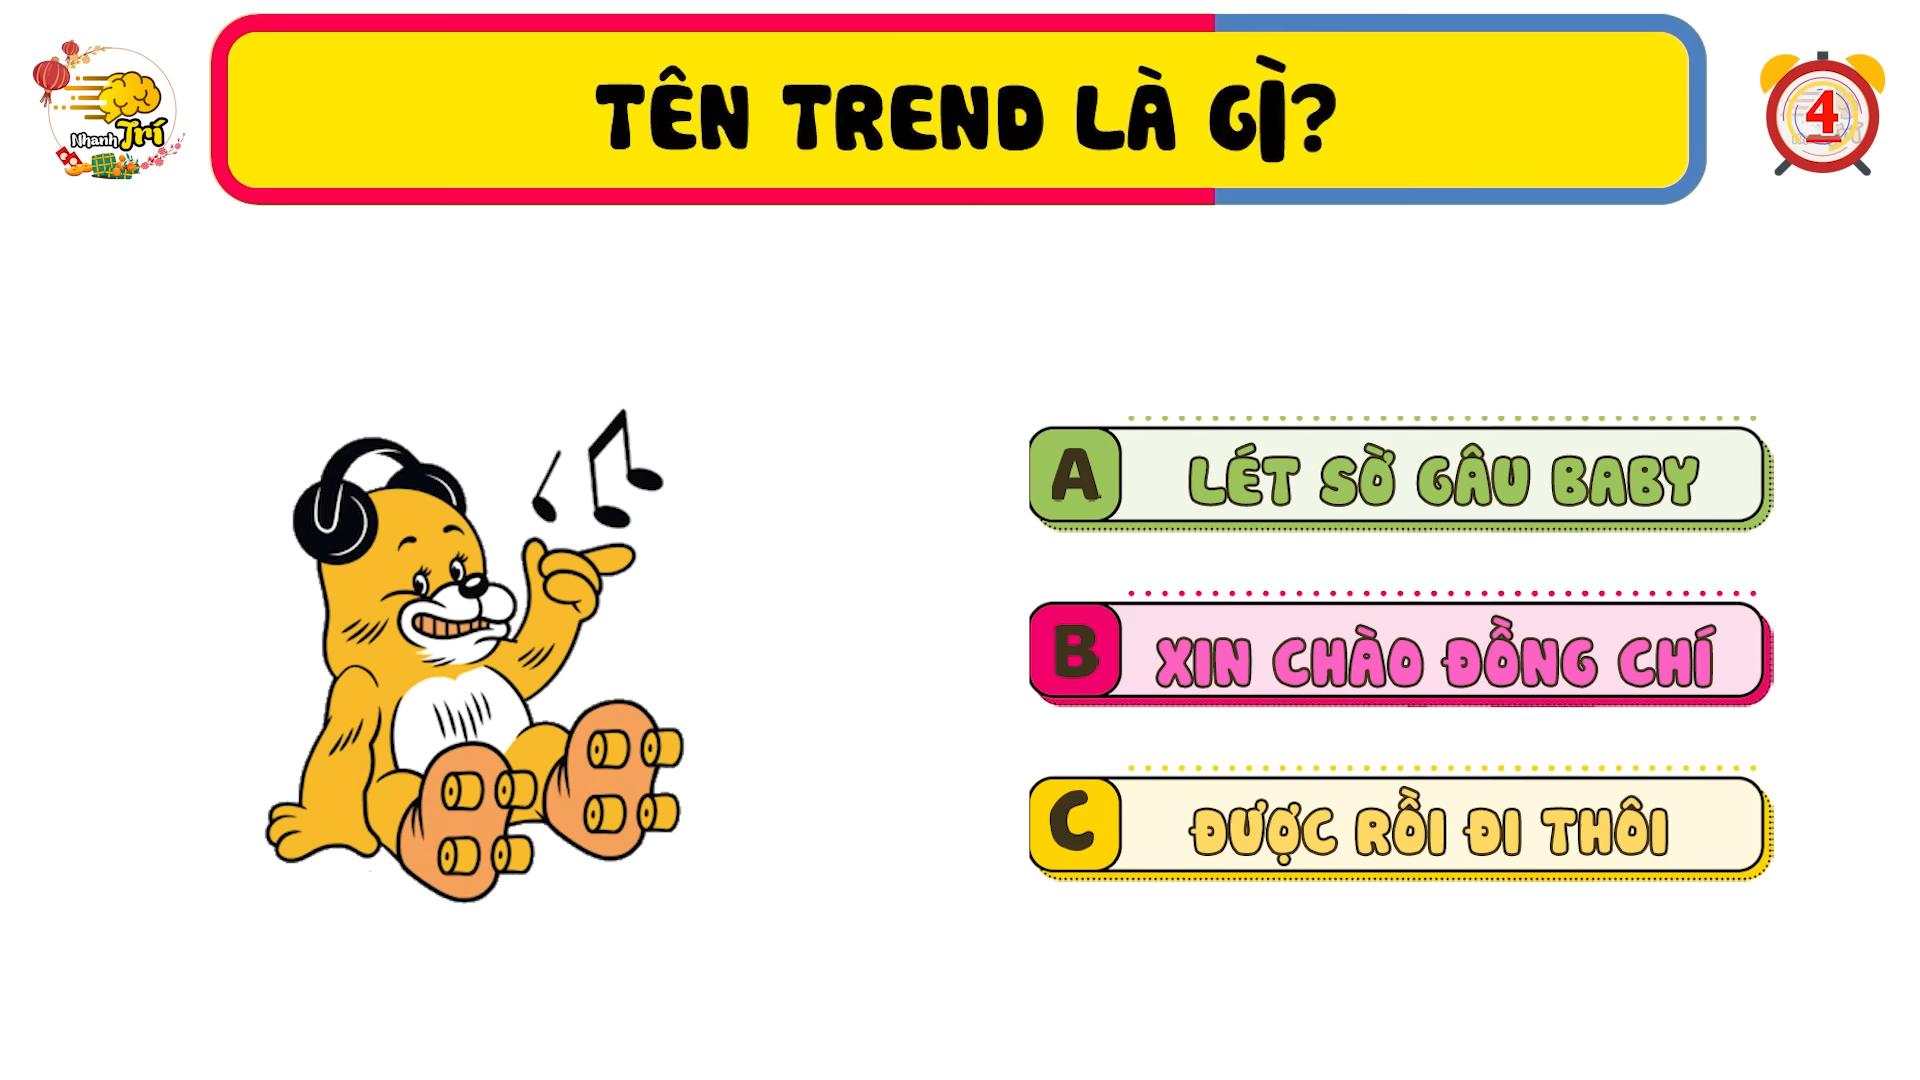 Nhanh Trí
TÊN TREND LÀ GÌ?
4
A LÉT SỜ GÂU BABY
B XIN CHÀO ĐỒNG CHÍ
C ĐƯỢC RỒI ĐI THÔI